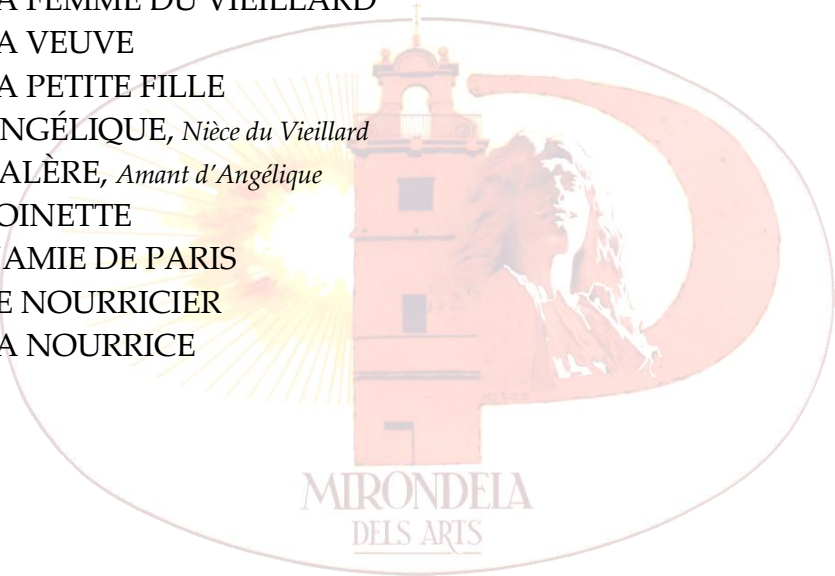 A FEMME DU VIEILLARD
A VEUVE
A PETITE FILLE
NGÉLIQUE, Nièce du Vieillard
ALÈRE, Amant d'Angélique
OINETTE
'AMIE DE PARIS
E NOURRICIER
A NOURRICE
MIRONDELA
DELS ARTS